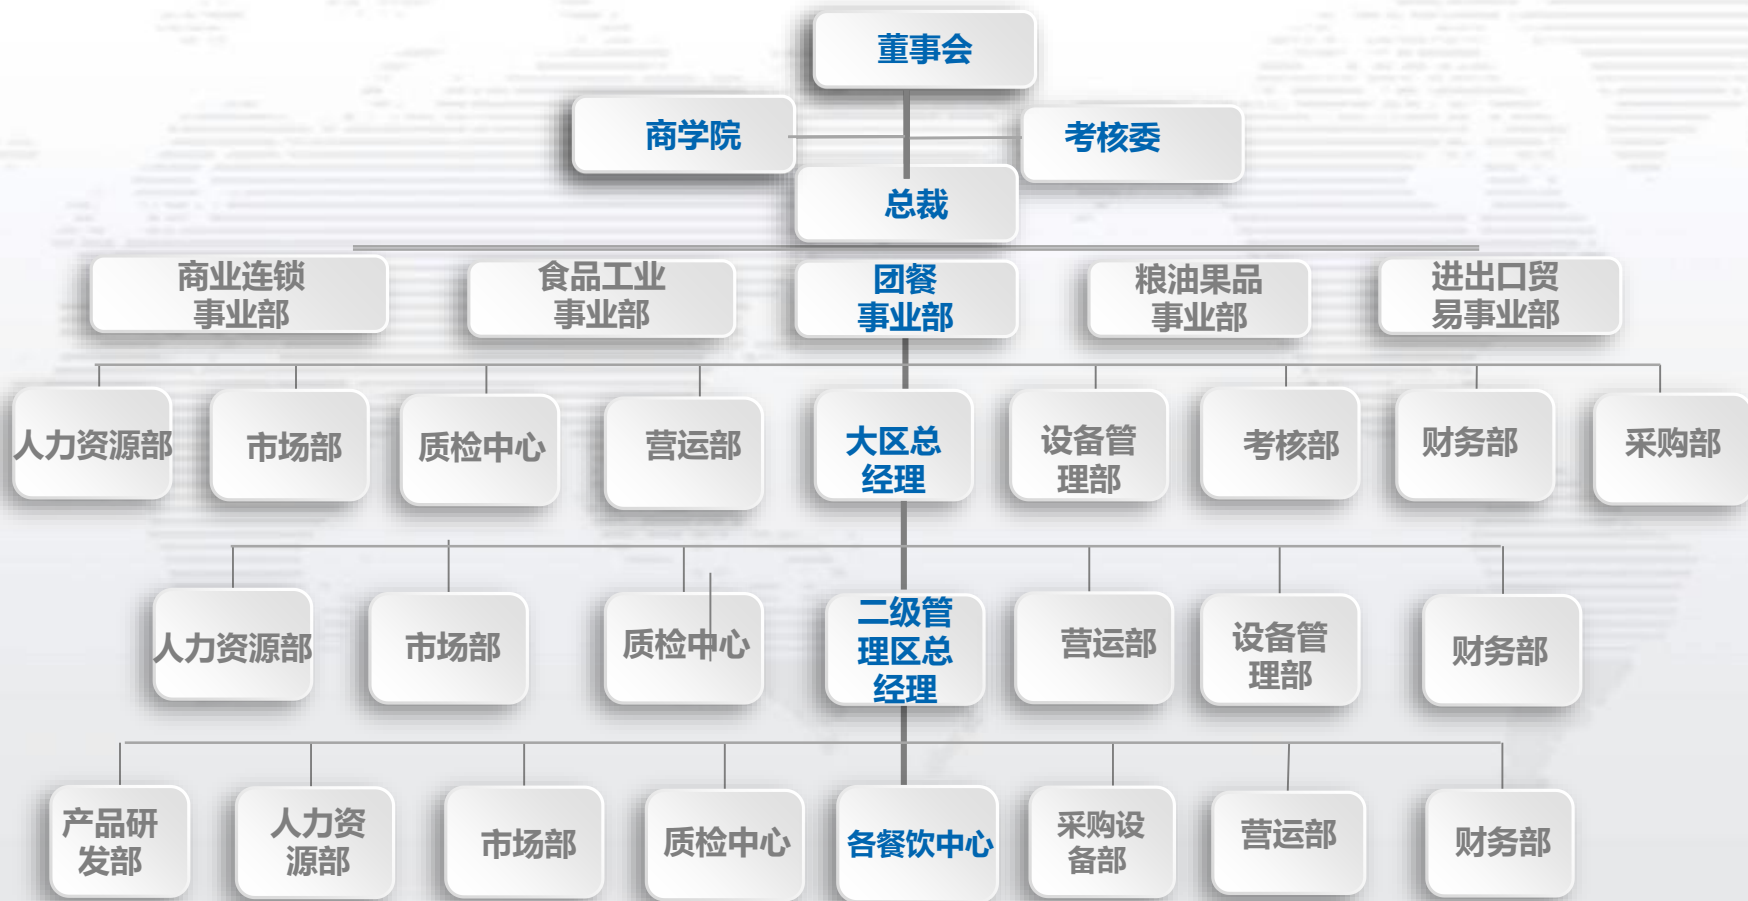 董事会
商学院
考核委
总裁
商业连锁
事业部
食品工业
事业部
团餐
事业部
粮油果品
事业部
进出口贸
易事业部
人力资源部
市场部
质检中心
营运部
大区总
经理
设备管
理部
考核部
财务部
采购部
人力资源部
市场部
质检中心
二级管
理区总
经理
营运部
设备管
理部
财务部
产品研
发部
人力资
源部
市场部
质检中心
各餐饮中心
采购设
备部
营运部
财务部